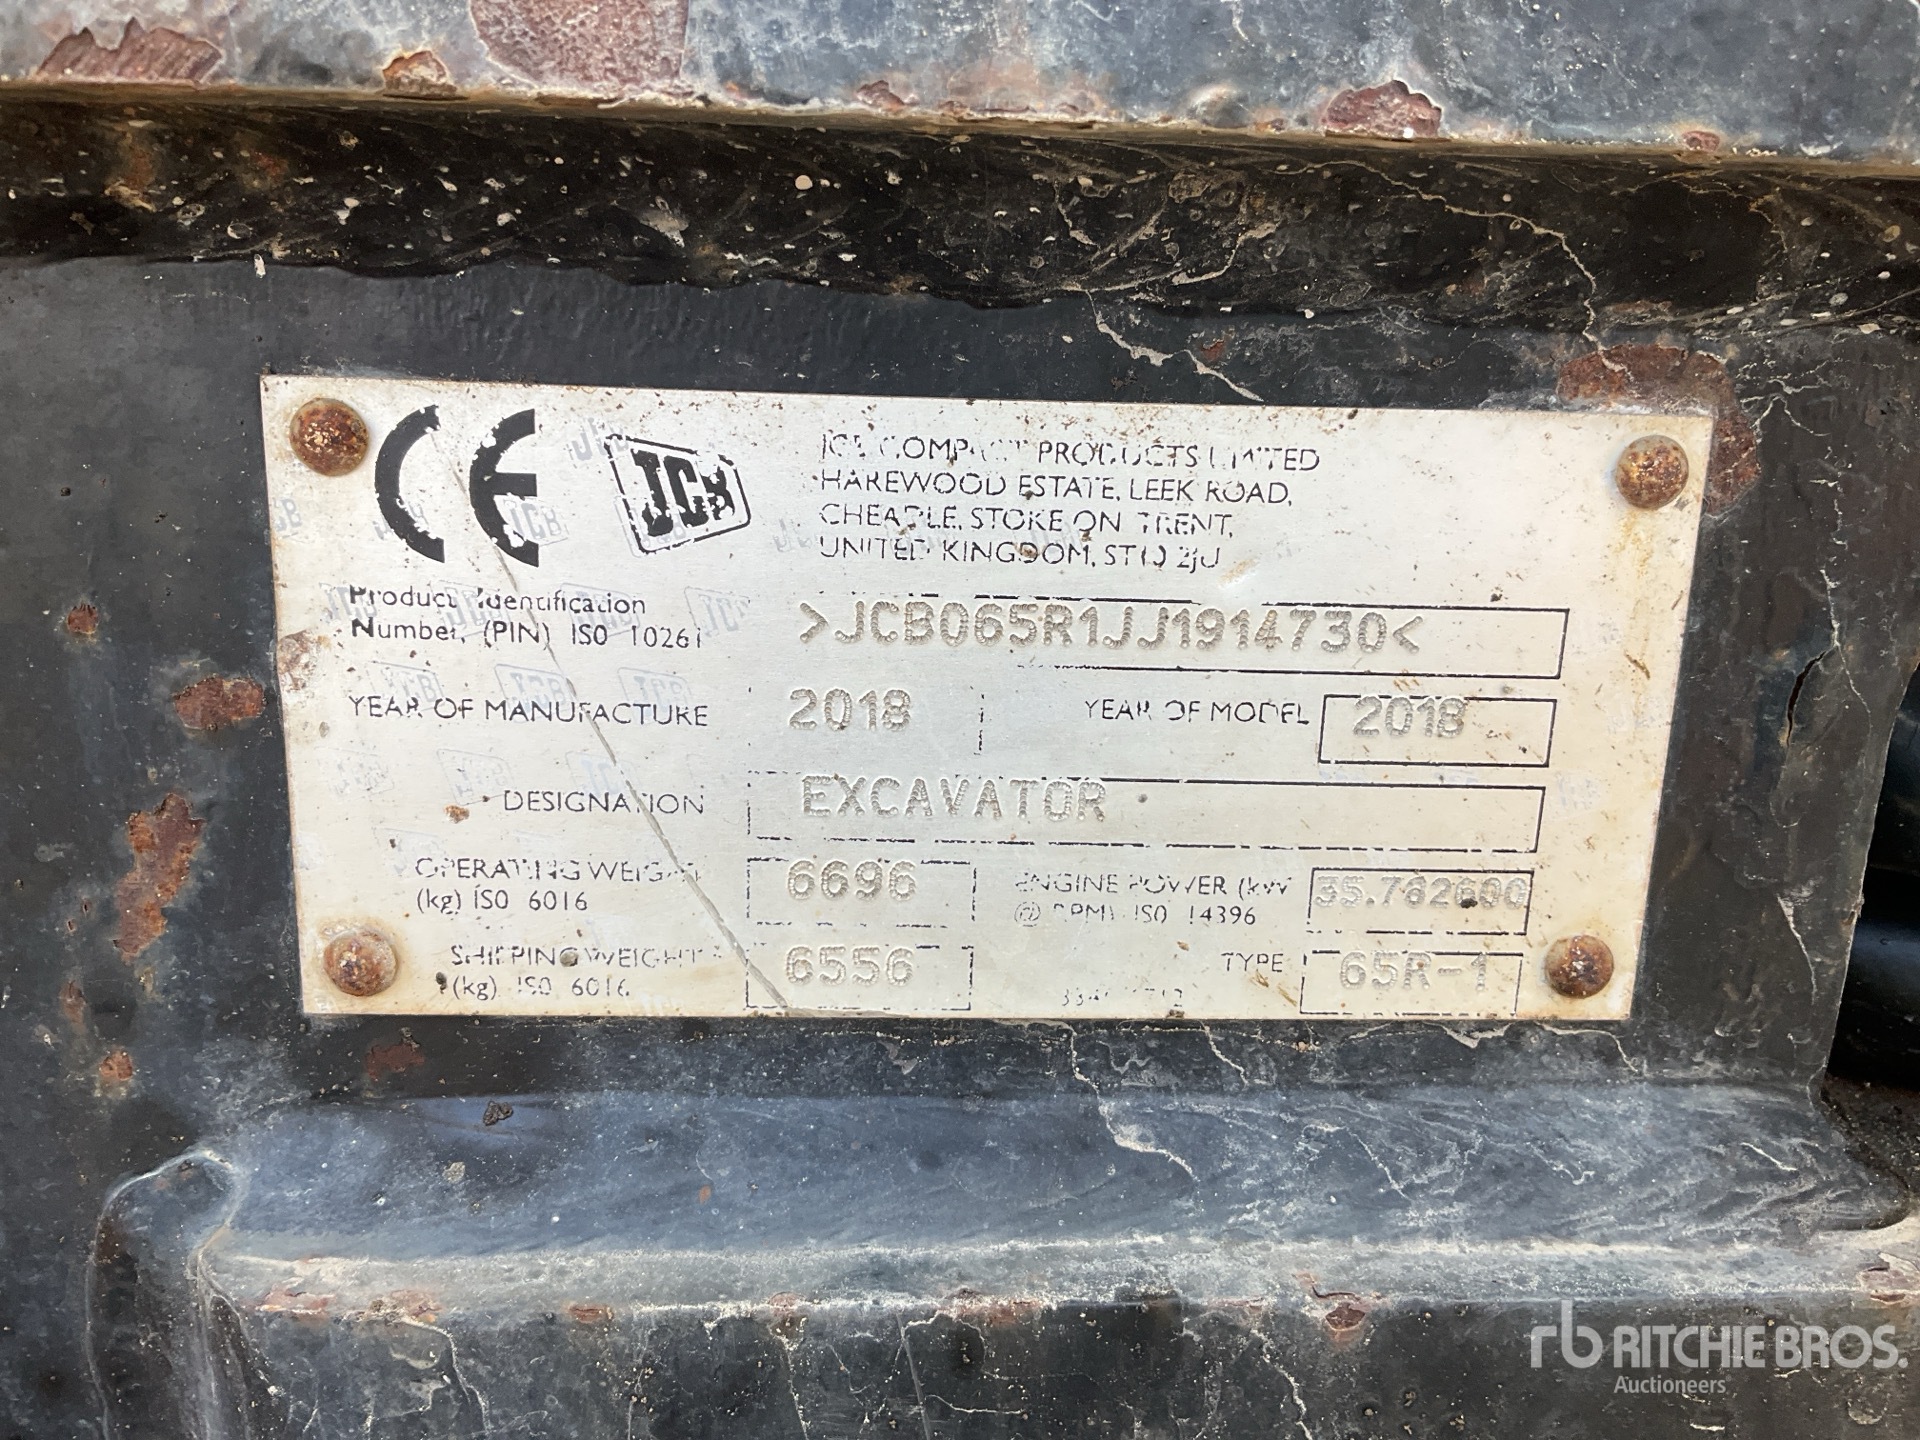 CE JCB
JCB COMPACT PRODUCTS LIMITED
HAREWOOD ESTATE, LEEK ROAD,
CHEADLE, STOKE ON TRENT,
UNITED KINGDOM, ST10 2JU
Product Identification
Number, (PIN) ISO 10261
>JCB065R1JJ1914730<
YEAR OF MANUFACTURE 2018 YEAR OF MODEL 2018
DESIGNATION EXCAVATOR
OPERATING WEIGHT 6696 ENGINE POWER (kW
(kg) ISO 6016 @ RPM) ISO 14396
SHIPPING WEIGHT 6556 TYPE 65R-1
(kg) ISO 6016
rb RITCHIE BROS.
Auctioneers